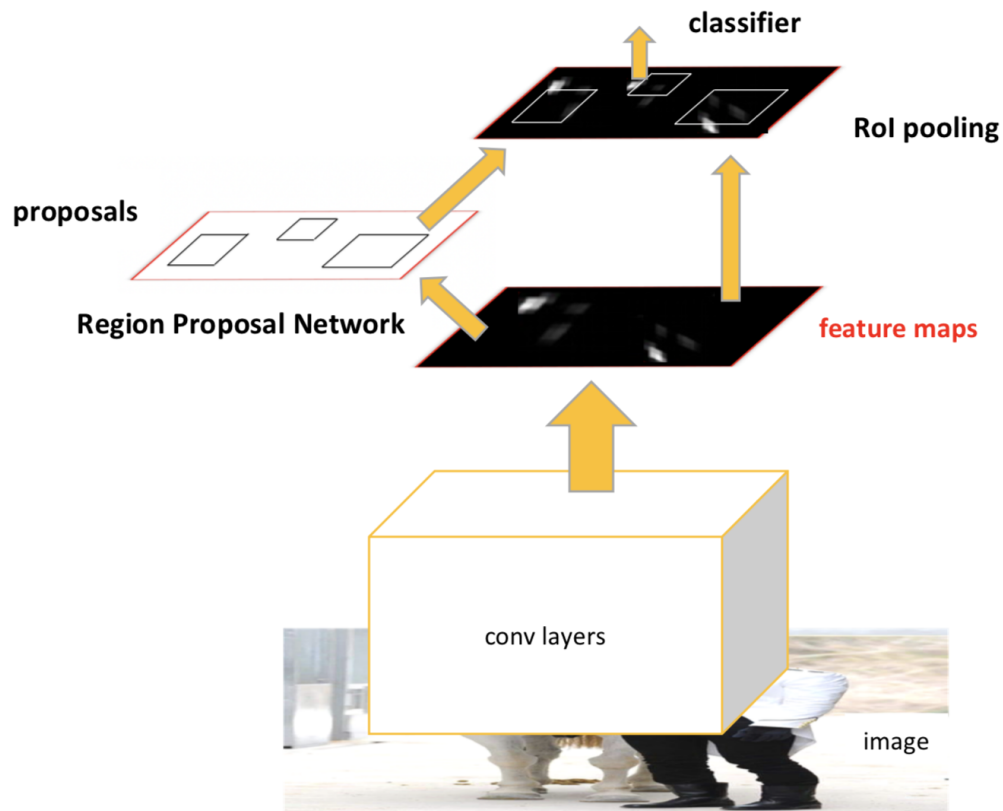 classifier
RoI pooling
proposals
Region Proposal Network
feature maps
conv layers
image